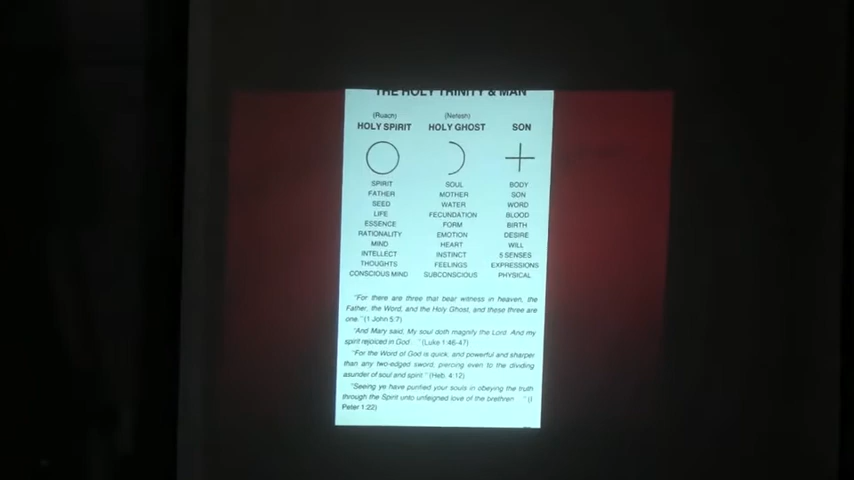 THE HOLY TRINITY & MAN
(Ruach) (Nefesh)
HOLY SPIRIT HOLY GHOST SON
SPIRIT SOUL BODY
FATHER MOTHER SON
SEED WATER WORD
LIFE FECUNDATION BLOOD
ESSENCE FORM BIRTH
RATIONALITY EMOTION DESIRE
MIND HEART WILL
INTELLECT INSTINCT 5 SENSES
THOUGHTS FEELINGS EXPRESSIONS
CONSCIOUS MIND SUBCONSCIOUS PHYSICAL
"For there are three that bear witness in heaven, the
Father, the Word, and the Holy Ghost, and these three are
one." (1 John 5:7)
"And Mary said, My soul doth magnify the Lord. And my
spirit rejoiced in God . . ." (Luke 1:46-47)
"For the Word of God is quick, and powerful and sharper
than any two-edged sword, piercing even to the dividing
asunder of soul and spirit." (Heb. 4:12)
"Seeing ye have purified your souls in obeying the truth
through the Spirit unto unfeigned love of the brethren . . ." (I
Peter 1:22)